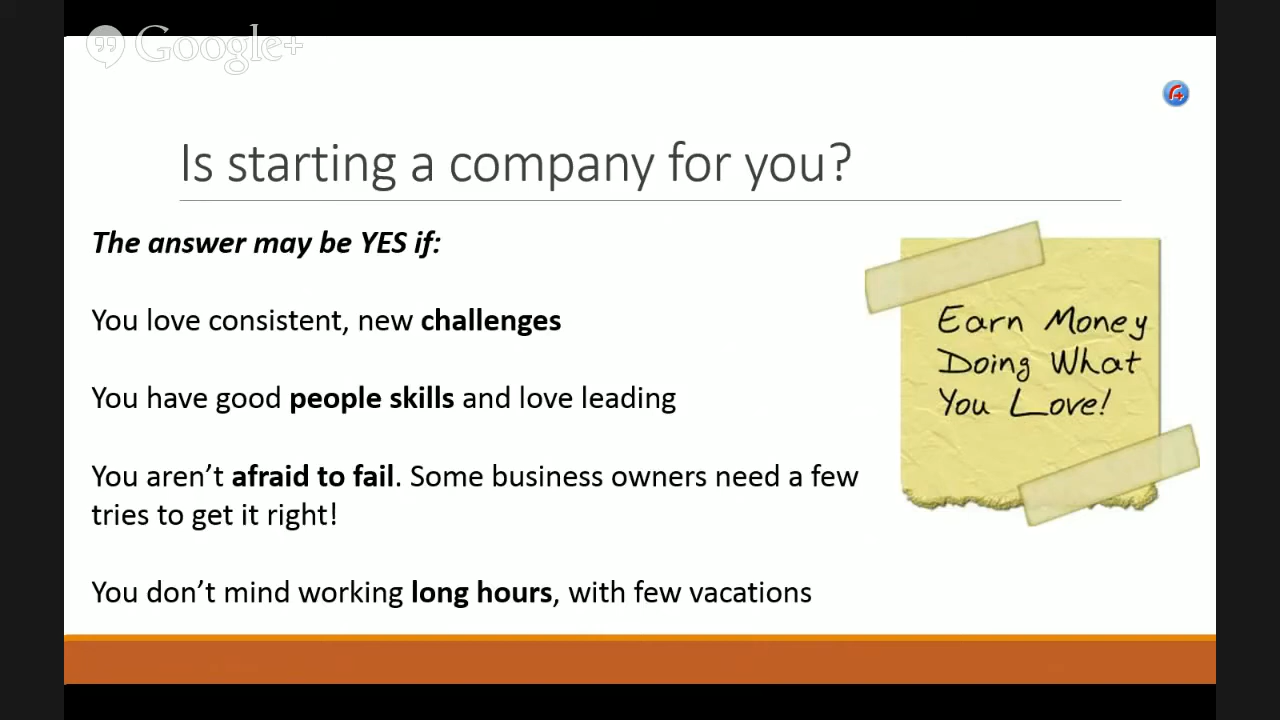 Google+
Is starting a company for you?
The answer may be YES if:
You love consistent, new challenges
You have good people skills and love leading
You aren’t afraid to fail. Some business owners need a few
tries to get it right!
You don’t mind working long hours, with few vacations
Earn Money
Doing What
You Love!